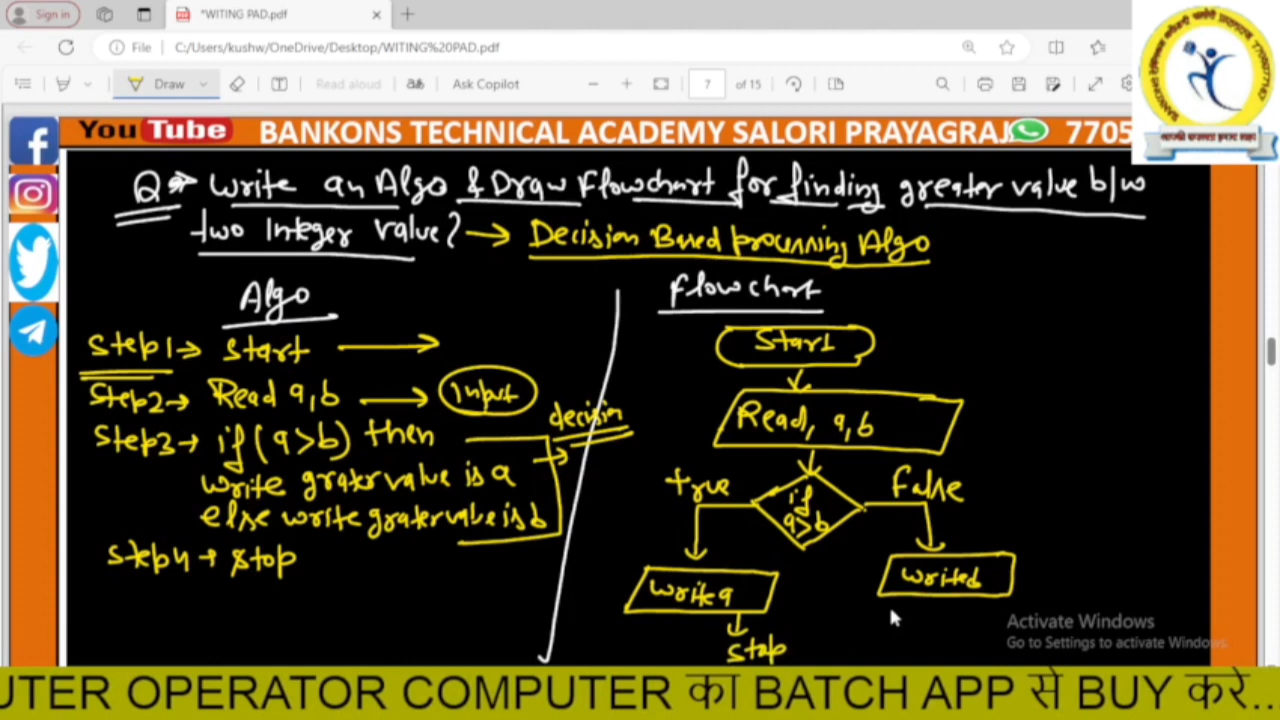 Sign in
*WITING PAD.pdf
File C:/Users/kushw/OneDrive/Desktop/WITING%20PAD.pdf
Draw Read aloud Ask Copilot 7 of 15
YouTube BANKONS TECHNICAL ACADEMY SALORI PRAYAGRAJ 7705
Q→ Write an Algo & Draw Flowchart for finding greater value b/w
two Integer value? → Decision Based processing Algo
Algo
Step1→ Start →
Step2→ Read a,b → Input
Step3→ if(a>b) then decision
write grater value is a
else write grater value is b
Step4→ Stop
Flowchart
Start
Read, a,b
true if a>b False
write a write b
Stop
Activate Windows
Go to Settings to activate Windows.
UTER OPERATOR COMPUTER का BATCH APP से BUY करे..